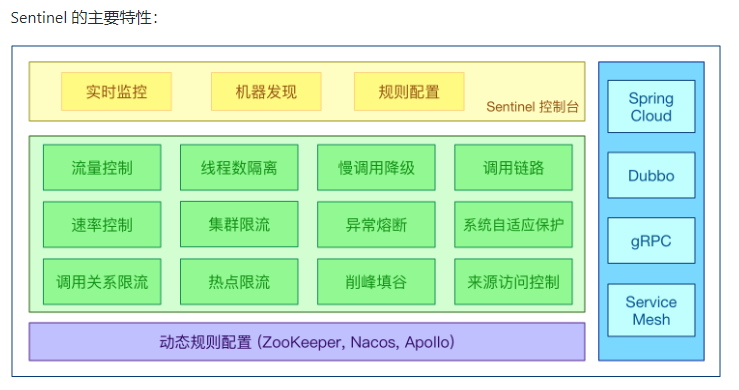 Sentinel 的主要特性：
实时监控
机器发现
规则配置
Sentinel 控制台
流量控制
线程数隔离
慢调用降级
调用链路
速率控制
集群限流
异常熔断
系统自适应保护
调用关系限流
热点限流
削峰填谷
来源访问控制
动态规则配置 (ZooKeeper, Nacos, Apollo)
Spring
Cloud
Dubbo
gRPC
Service
Mesh